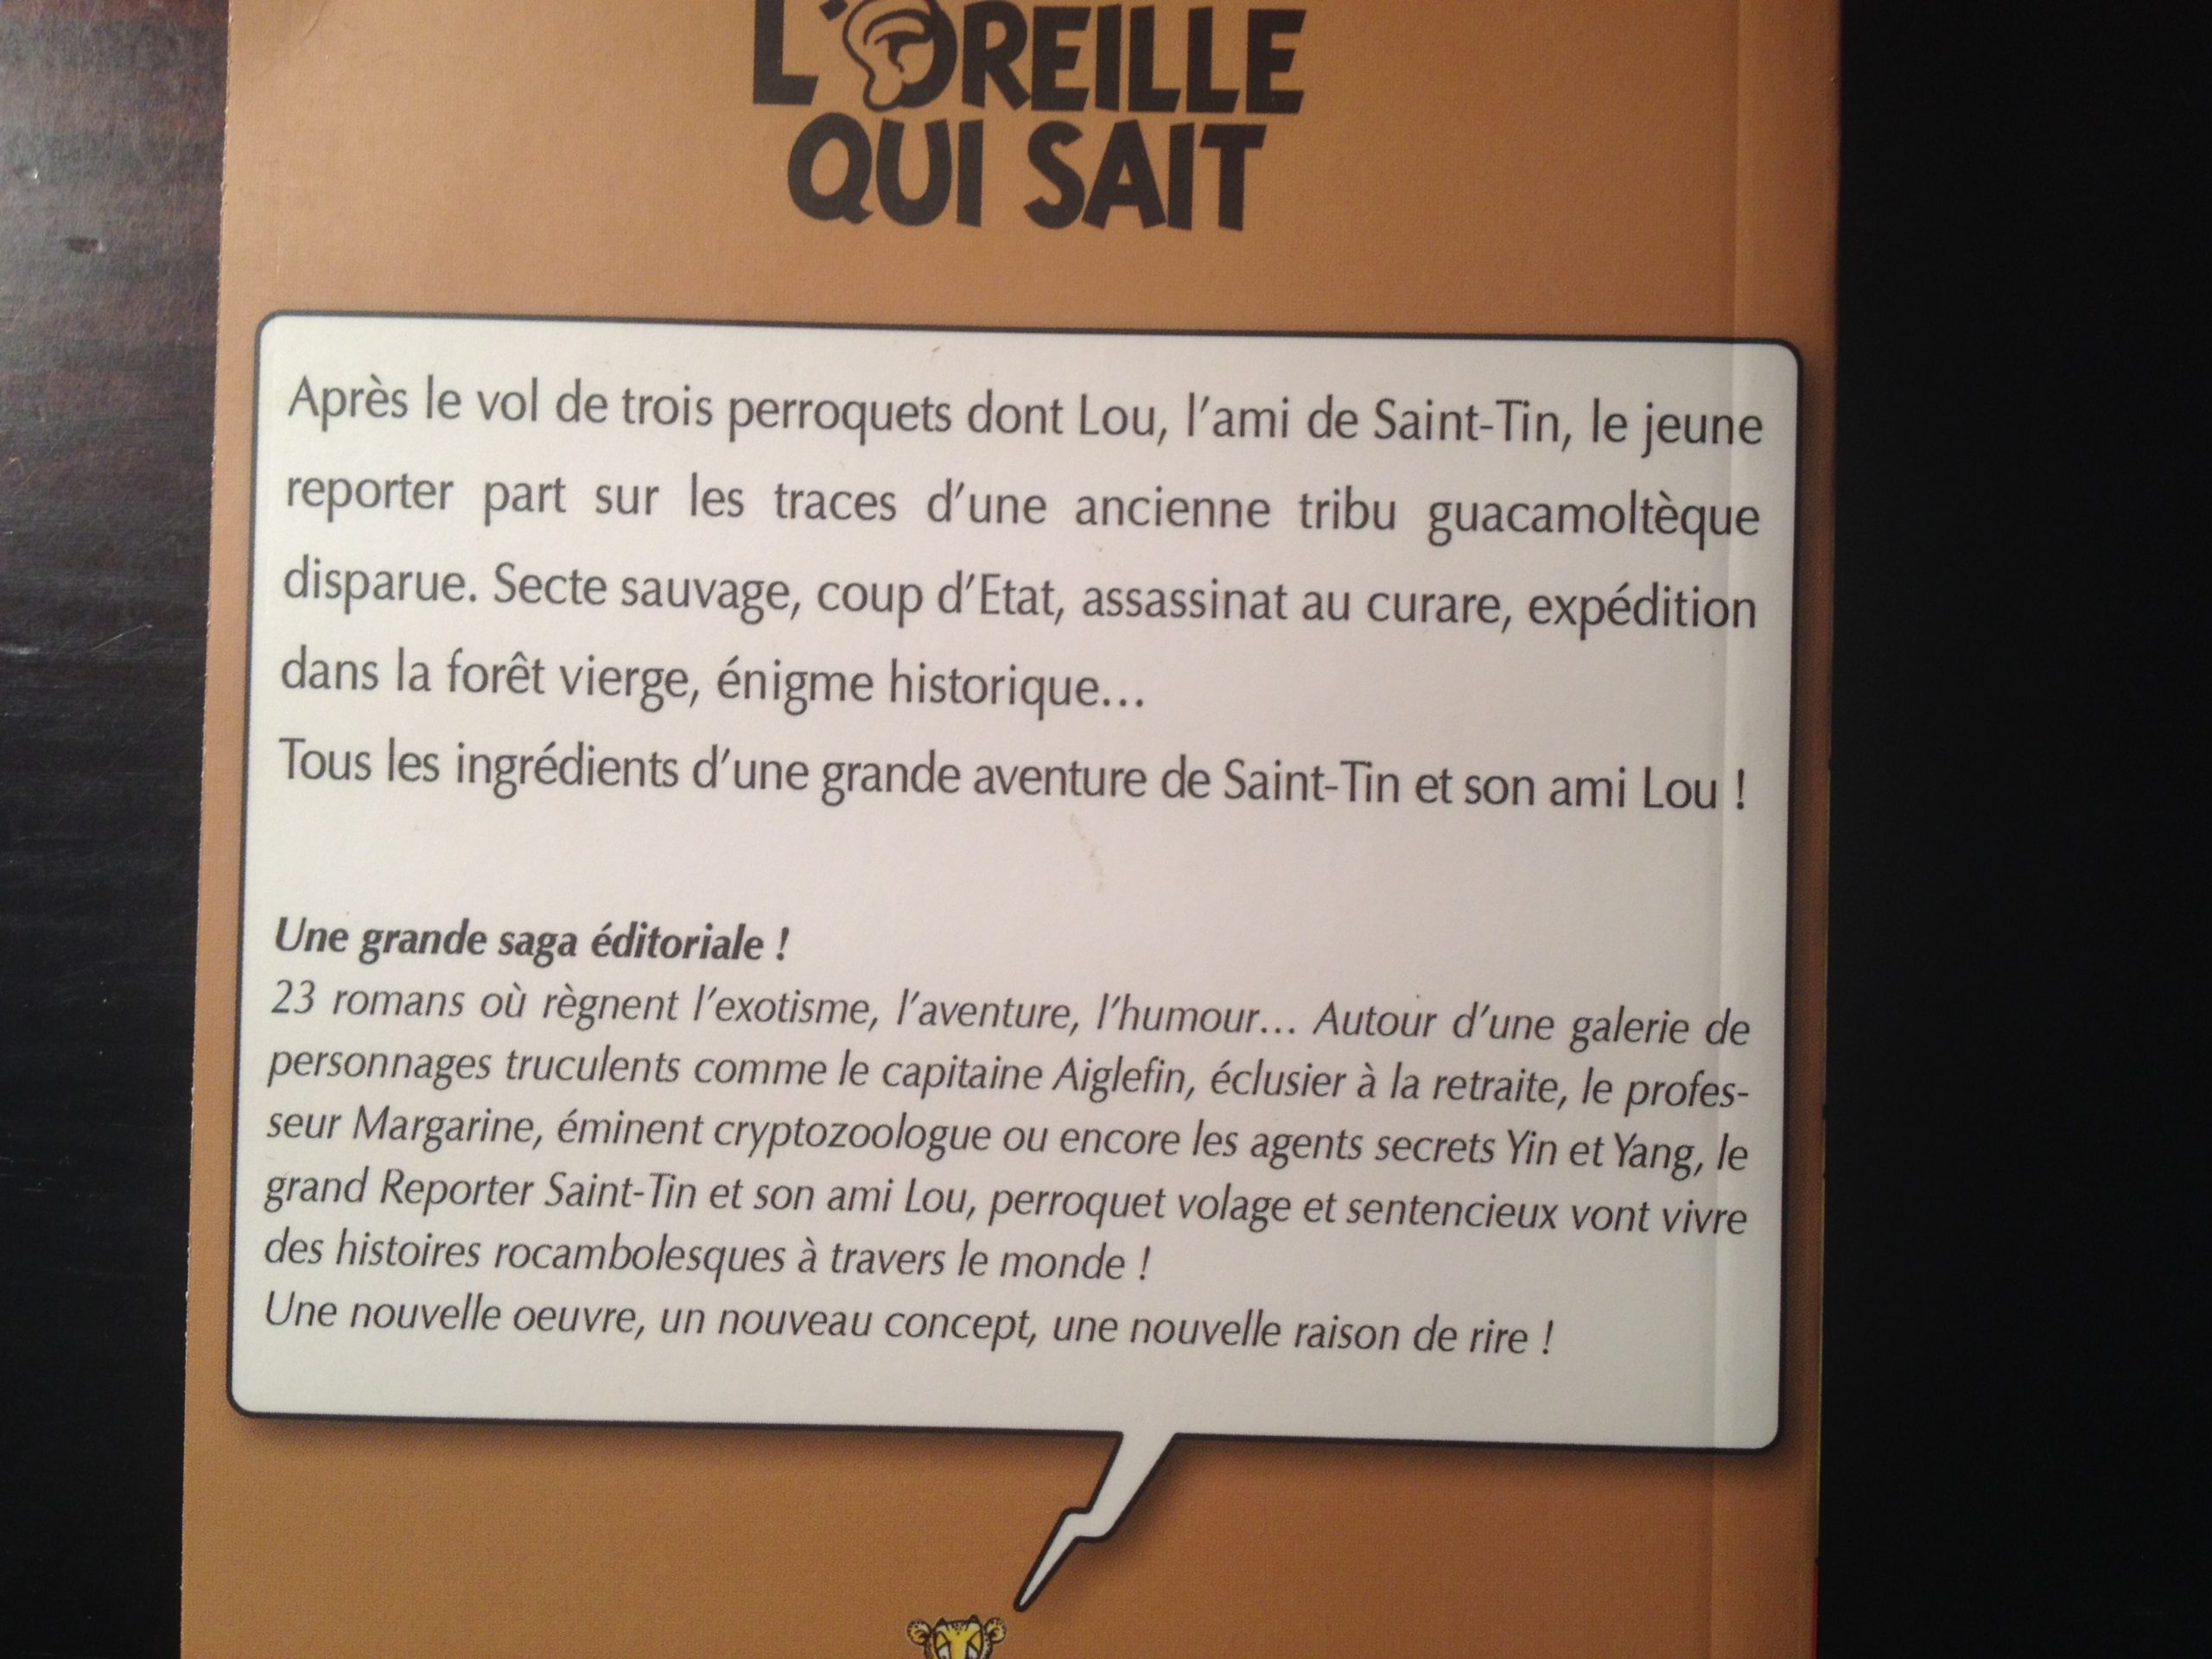 L'OREILLE
QUI SAIT
Après le vol de trois perroquets dont Lou, l'ami de Saint-Tin, le jeune
reporter part sur les traces d'une ancienne tribu guacamoltèque
disparue. Secte sauvage, coup d'Etat, assassinat au curare, expédition
dans la forêt vierge, énigme historique...
Tous les ingrédients d'une grande aventure de Saint-Tin et son ami Lou !
Une grande saga éditoriale !
23 romans où règnent l'exotisme, l'aventure, l'humour... Autour d'une galerie de
personnages truculents comme le capitaine Aiglefin, éclusier à la retraite, le profes-
seur Margarine, éminent cryptozoologue ou encore les agents secrets Yin et Yang, le
grand Reporter Saint-Tin et son ami Lou, perroquet volage et sentencieux vont vivre
des histoires rocambolesques à travers le monde !
Une nouvelle oeuvre, un nouveau concept, une nouvelle raison de rire !